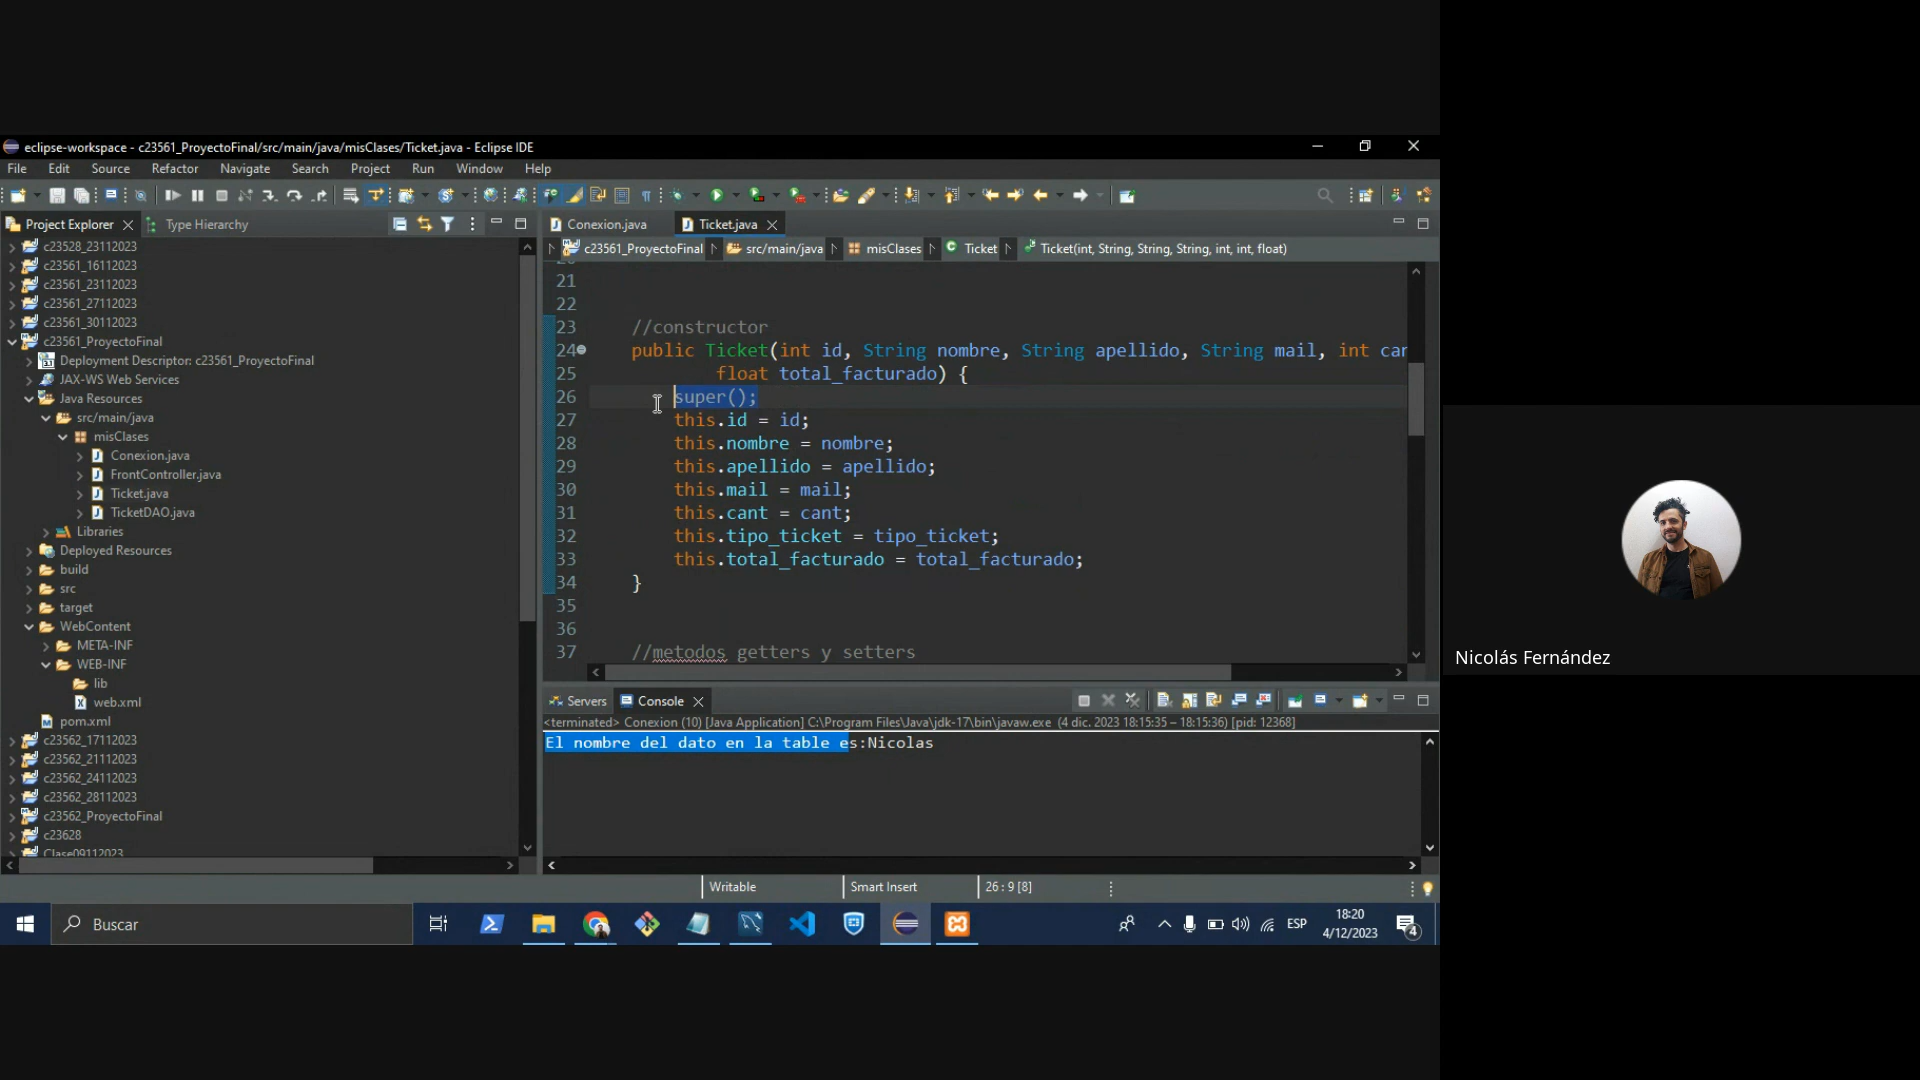 eclipse-workspace - c23561_ProyectoFinal/src/main/java/misClases/Ticket.java - Eclipse IDE
File Edit Source Refactor Navigate Search Project Run Window Help
Project Explorer
Type Hierarchy
c23528_23112023
c23561_16112023
c23561_23112023
c23561_27112023
c23561_30112023
c23561_ProyectoFinal
Deployment Descriptor: c23561_ProyectoFinal
JAX-WS Web Services
Java Resources
src/main/java
misClases
Conexion.java
FrontController.java
Ticket.java
TicketDAO.java
Libraries
Deployed Resources
build
src
target
WebContent
META-INF
WEB-INF
lib
web.xml
pom.xml
c23562_17112023
c23562_21112023
c23562_24112023
c23562_28112023
c23562_ProyectoFinal
c23628
Clase09112023
Conexion.java Ticket.java
c23561_ProyectoFinal src/main/java misClases Ticket Ticket(int, String, String, String, int, int, float)
21
22
23 //constructor
24 public Ticket(int id, String nombre, String apellido, String mail, int car
25 float total_facturado) {
26 super();
27 this.id = id;
28 this.nombre = nombre;
29 this.apellido = apellido;
30 this.mail = mail;
31 this.cant = cant;
32 this.tipo_ticket = tipo_ticket;
33 this.total_facturado = total_facturado;
34 }
35
36
37 //metodos getters y setters
Servers Console
<terminated> Conexion (10) [Java Application] C:\Program Files\Java\jdk-17\bin\javaw.exe (4 dic. 2023 18:15:35 – 18:15:36) [pid: 12368]
El nombre del dato en la table es:Nicolas
Writable Smart Insert 26 : 9 [8]
Buscar
ESP
18:20
4/12/2023
4
Nicolás Fernández